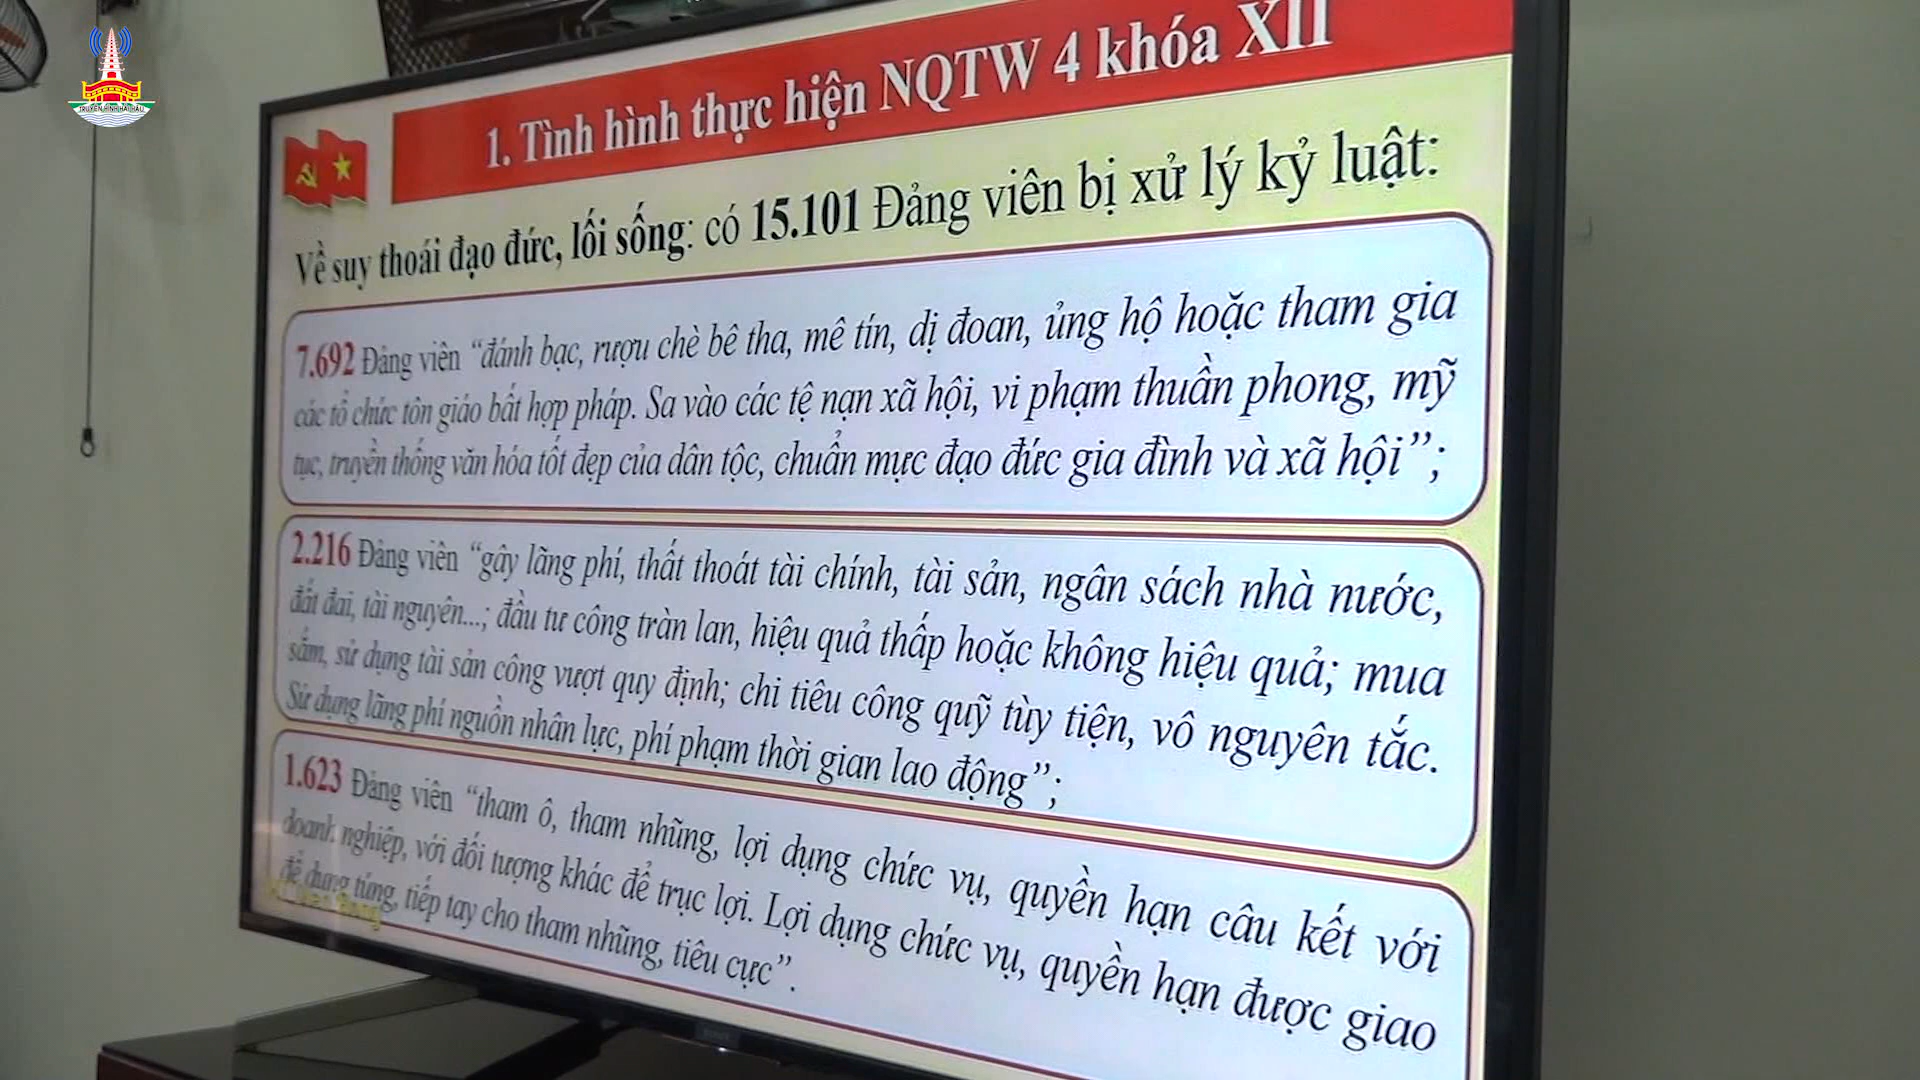 TRUYỀN HÌNH HẢI HẬU
1. Tình hình thực hiện NQTW 4 khóa XII
Về suy thoái đạo đức, lối sống: có 15.101 Đảng viên bị xử lý kỷ luật:
7.692 Đảng viên “đánh bạc, rượu chè bê tha, mê tín, dị đoan, ủng hộ hoặc tham gia
các tổ chức tôn giáo bất hợp pháp. Sa vào các tệ nạn xã hội, vi phạm thuần phong, mỹ
tục, truyền thống văn hóa tốt đẹp của dân tộc, chuẩn mực đạo đức gia đình và xã hội”;
2.216 Đảng viên “gây lãng phí, thất thoát tài chính, tài sản, ngân sách nhà nước,
đất đai, tài nguyên...; đầu tư công tràn lan, hiệu quả thấp hoặc không hiệu quả; mua
sắm, sử dụng tài sản công vượt quy định; chi tiêu công quỹ tùy tiện, vô nguyên tắc.
Sử dụng lãng phí nguồn nhân lực, phí phạm thời gian lao động”;
1.623 Đảng viên “tham ô, tham nhũng, lợi dụng chức vụ, quyền hạn câu kết với
doanh nghiệp, với đối tượng khác để trục lợi. Lợi dụng chức vụ, quyền hạn được giao
để dung túng, tiếp tay cho tham nhũng, tiêu cực”.